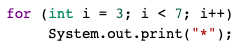 for (int i = 3; i < 7; i++)
System.out.print("*");